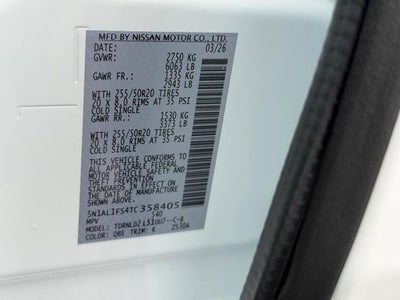 MFD BY NISSAN MOTOR CO., LTD.
DATE: 03/26
GVWR: 2750 KG
6063 LB
GAWR FR.: 1335 KG
2943 LB
WITH 255/50R20 TIRES
20 X 8.0 RIMS AT 35 PSI
COLD SINGLE
GAWR RR.: 1530 KG
3373 LB
WITH 255/50R20 TIRES
20 X 8.0 RIMS AT 35 PSI
COLD SINGLE
THIS VEHICLE CONFORMS TO ALL
APPLICABLE FEDERAL
MOTOR VEHICLE SAFETY
STANDARDS IN EFFECT ON THE
DATE OF MANUFACTURE
SHOWN ABOVE
5N1AL1FS4TC358405
MPV 540
MODEL:
COLOR: QBE TRIM: K